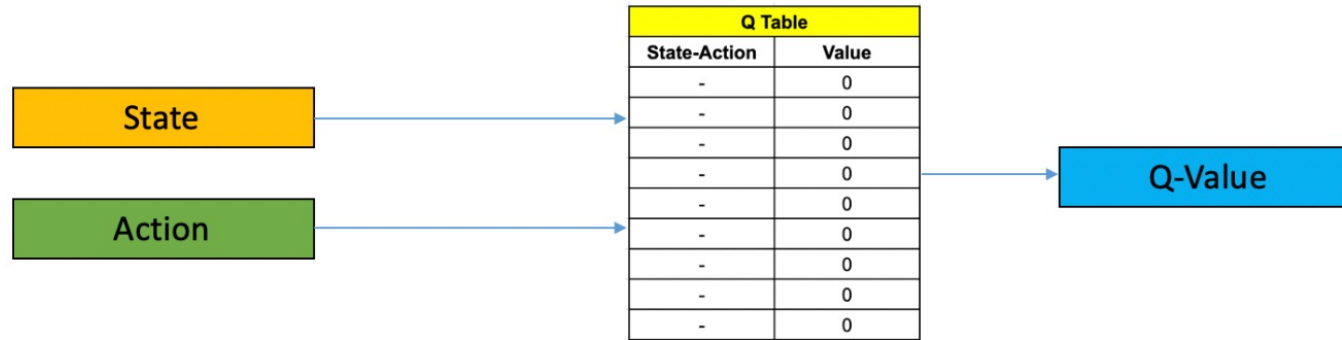 Q Table
State-Action Value
- 0
- 0
- 0
- 0
- 0
- 0
- 0
- 0
- 0
State
Action
Q-Value